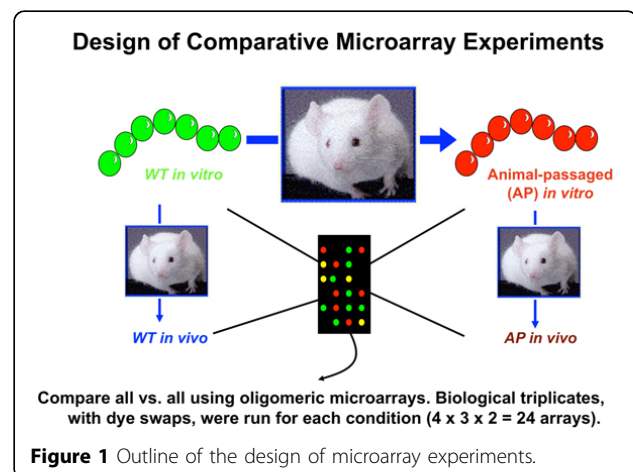 Design of Comparative Microarray Experiments
WT in vitro
Animal-passaged
(AP) in vitro
WT in vivo
AP in vivo
Compare all vs. all using oligomeric microarrays. Biological triplicates,
with dye swaps, were run for each condition (4 x 3 x 2 = 24 arrays).
Figure 1 Outline of the design of microarray experiments.